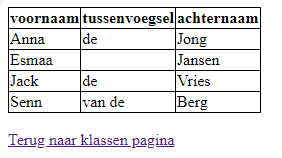 voornaam tussenvoegsel achternaam
Anna de Jong
Esmaa Jansen
Jack de Vries
Senn van de Berg
Terug naar klassen pagina